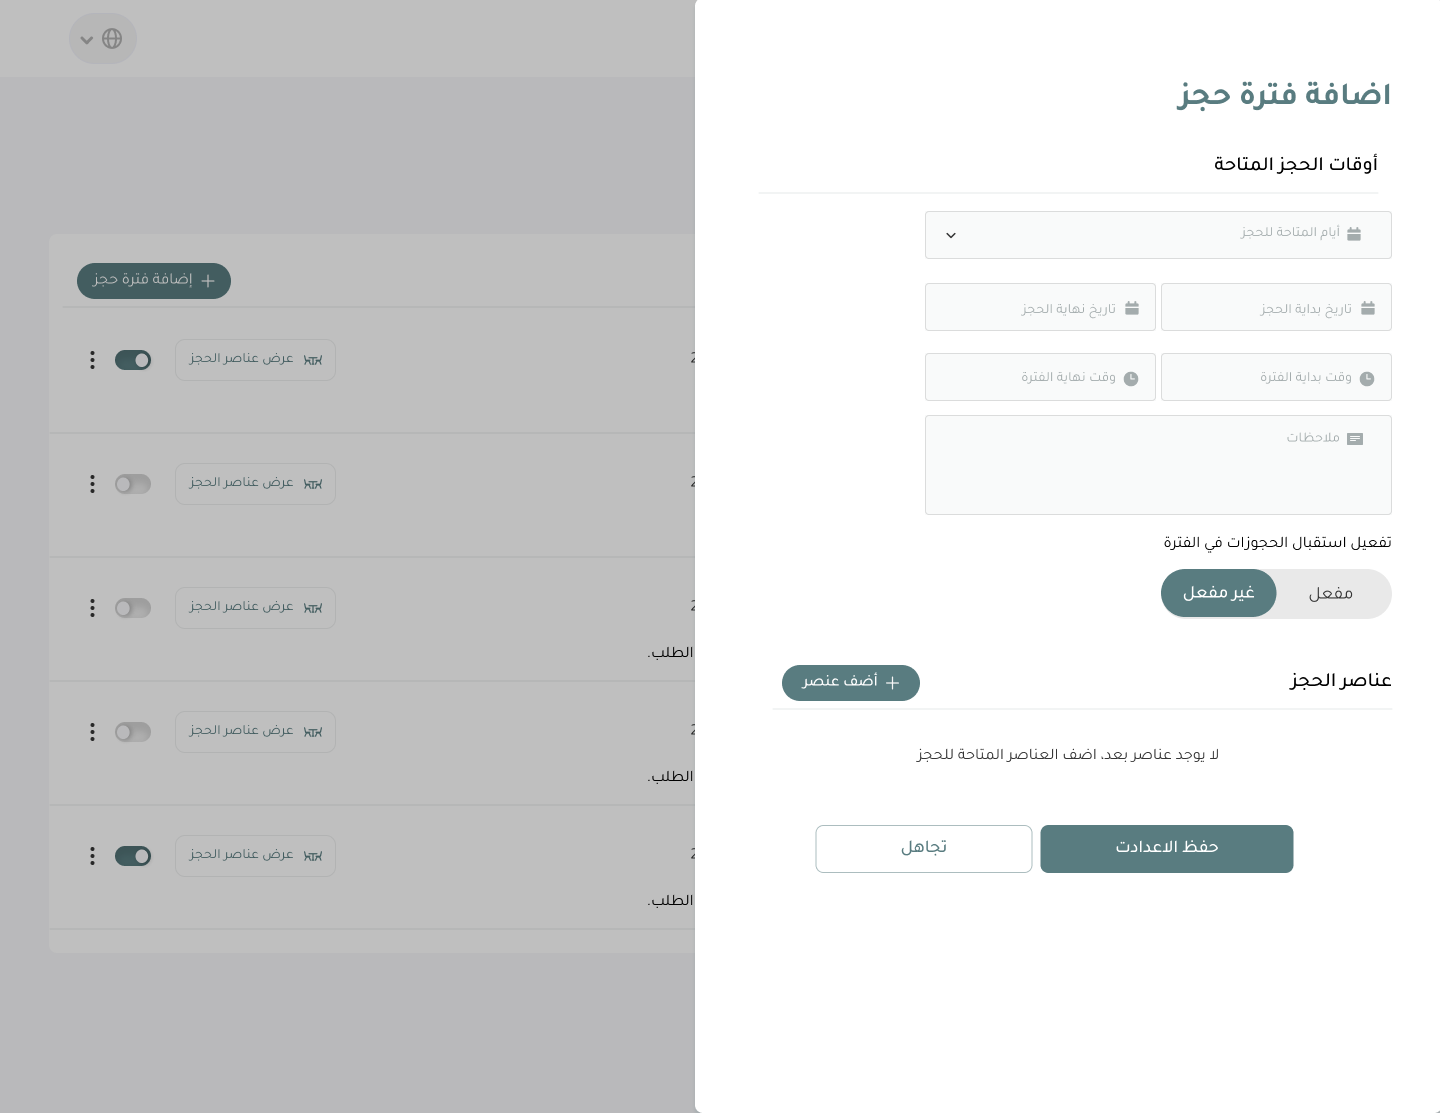 اضافة فترة حجز
أوقات الحجز المتاحة
أيام المتاحة للحجز
تاريخ بداية الحجز
تاريخ نهاية الحجز
وقت بداية الفترة
وقت نهاية الفترة
ملاحظات
تفعيل استقبال الحجوزات في الفترة
مفعل
غير مفعل
عناصر الحجز
أضف عنصر
لا يوجد عناصر بعد، اضف العناصر المتاحة للحجز
حفظ الاعدادت
تجاهل
إضافة فترة حجز
عرض عناصر الحجز
عرض عناصر الحجز
عرض عناصر الحجز
الطلب.
عرض عناصر الحجز
الطلب.
عرض عناصر الحجز
الطلب.